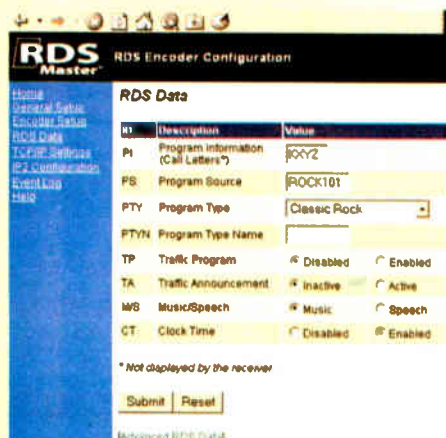 RDS
Master
RDS Encoder Configuration
Home
General Setup
Encoder Setup
RDS Data
TCP/IP Settings
IP2 Configuration
Event Log
Help
RDS Data
ID Description Value
PI Program Information (Call Letters*) KXYZ
PS Program Source ROCK101
PTY Program Type Classic Rock
PTYN Program Type Name
TP Traffic Program Disabled Enabled
TA Traffic Announcement Inactive Active
M/S Music/Speech Music Speech
CT Clock Time Disabled Enabled
* Not displayed by the receiver
Submit Reset
Advanced RDS Data